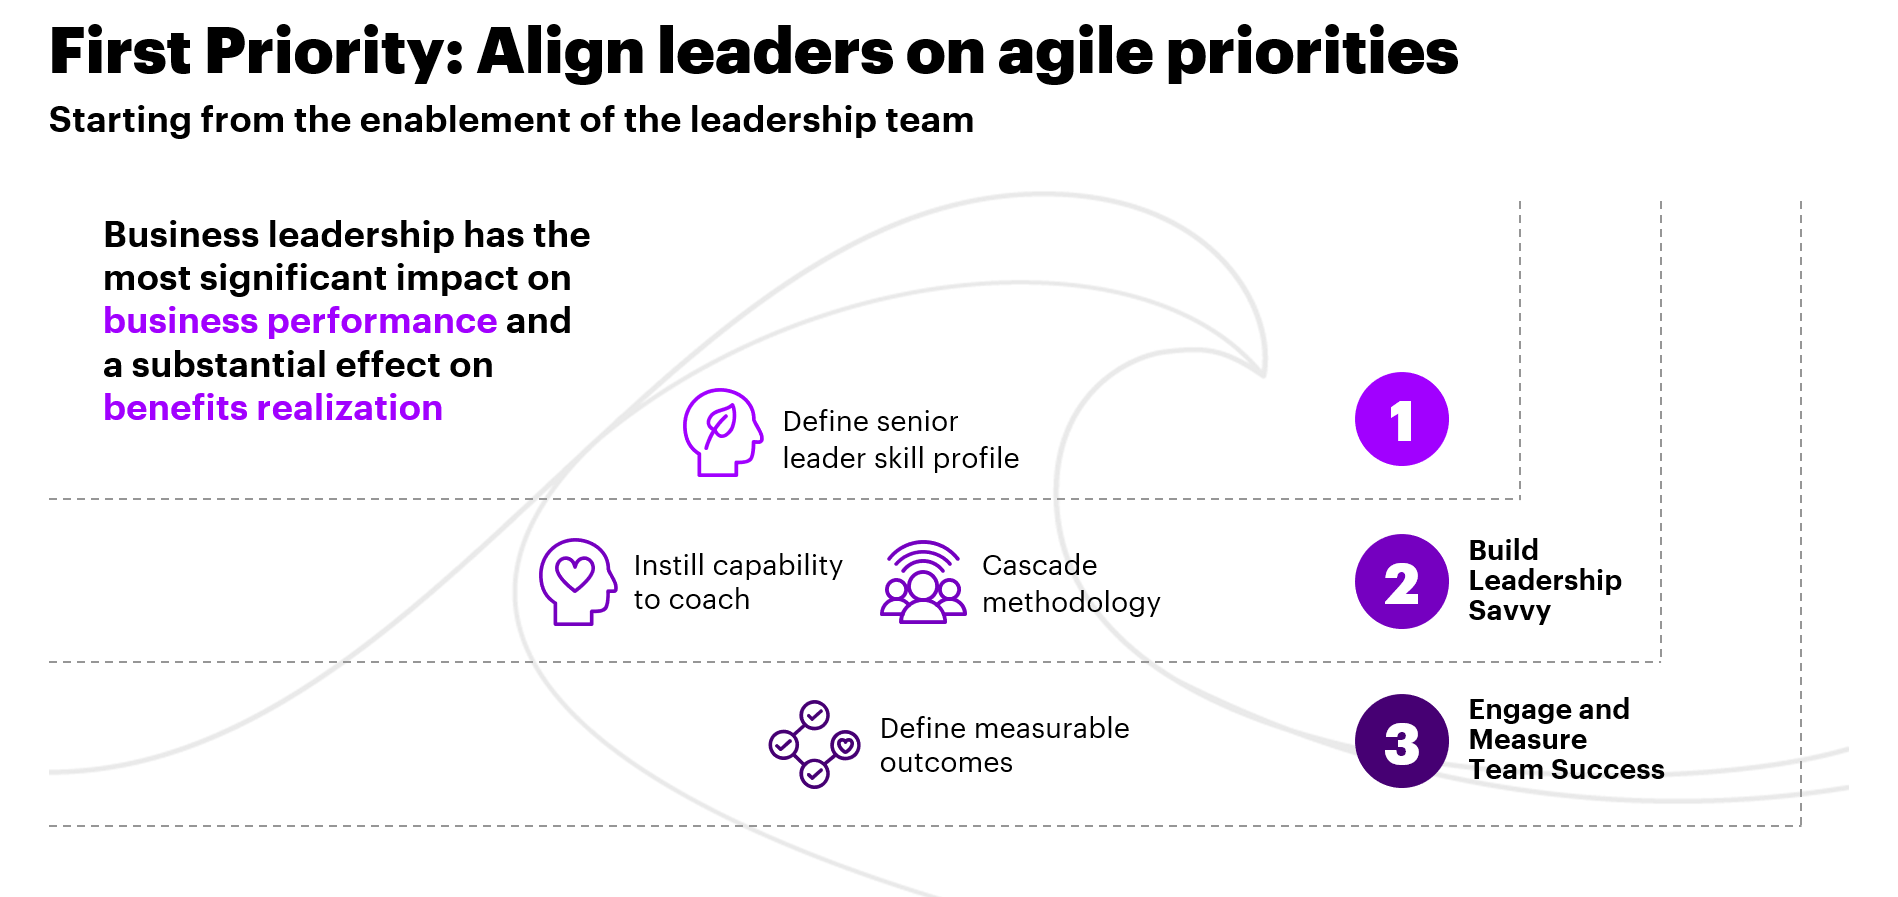 First Priority: Align leaders on agile priorities
Starting from the enablement of the leadership team
Business leadership has the
most significant impact on
business performance and
a substantial effect on
benefits realization
Define senior
leader skill profile
1
Instill capability
to coach
Cascade
methodology
2
Build
Leadership
Savvy
Define measurable
outcomes
3
Engage and
Measure
Team Success